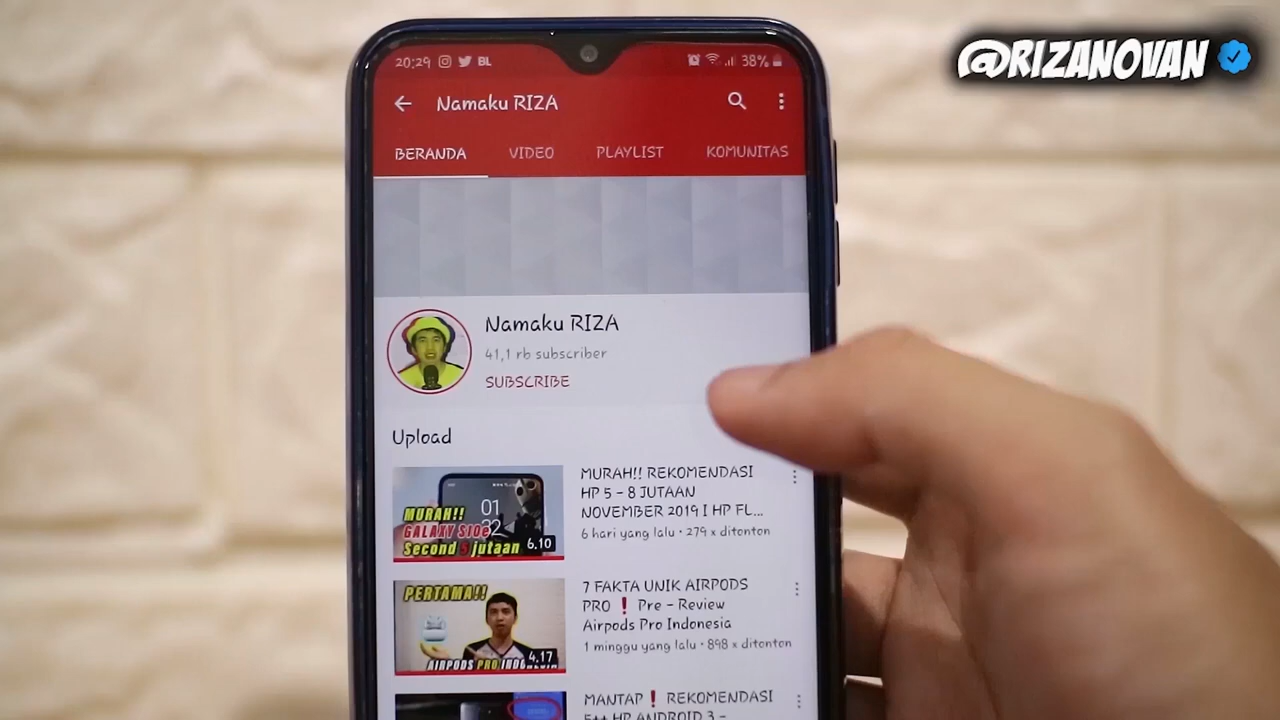 @RIZANOVAN
20:29 BL 38%
Namaku RIZA
BERANDA VIDEO PLAYLIST KOMUNITAS
Namaku RIZA
41,1 rb subscriber
SUBSCRIBE
Upload
MURAH!!
GALAXY S10e
Second 5 jutaan
01
32
6.10
MURAH!! REKOMENDASI
HP 5 - 8 JUTAAN
NOVEMBER 2019 I HP FL...
6 hari yang lalu • 279 x ditonton
PERTAMA!!
AIRPODS PRO INDONESIA
4.17
7 FAKTA UNIK AIRPODS
PRO ❗ Pre - Review
Airpods Pro Indonesia
1 minggu yang lalu • 898 x ditonton
MANTAP❗ REKOMENDASI
5++ HP ANDROID 3 -